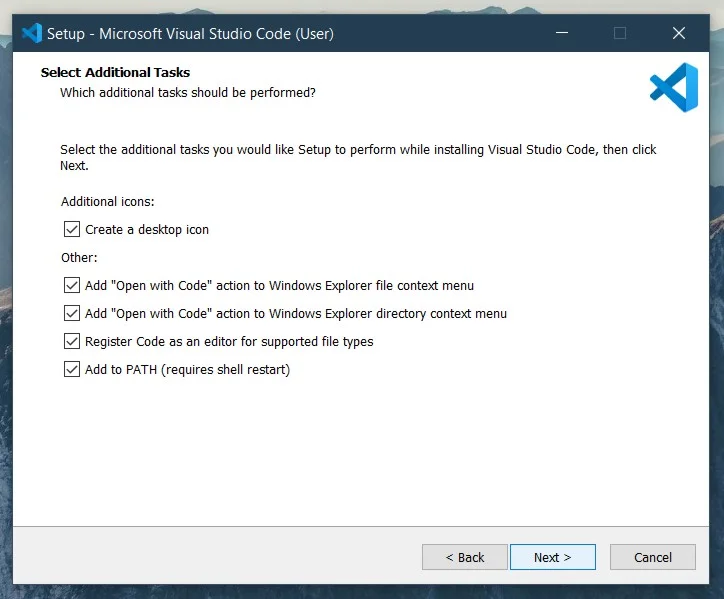 Setup - Microsoft Visual Studio Code (User)
Select Additional Tasks
Which additional tasks should be performed?
Select the additional tasks you would like Setup to perform while installing Visual Studio Code, then click
Next.
Additional icons:
Create a desktop icon
Other:
Add "Open with Code" action to Windows Explorer file context menu
Add "Open with Code" action to Windows Explorer directory context menu
Register Code as an editor for supported file types
Add to PATH (requires shell restart)
< Back Next > Cancel